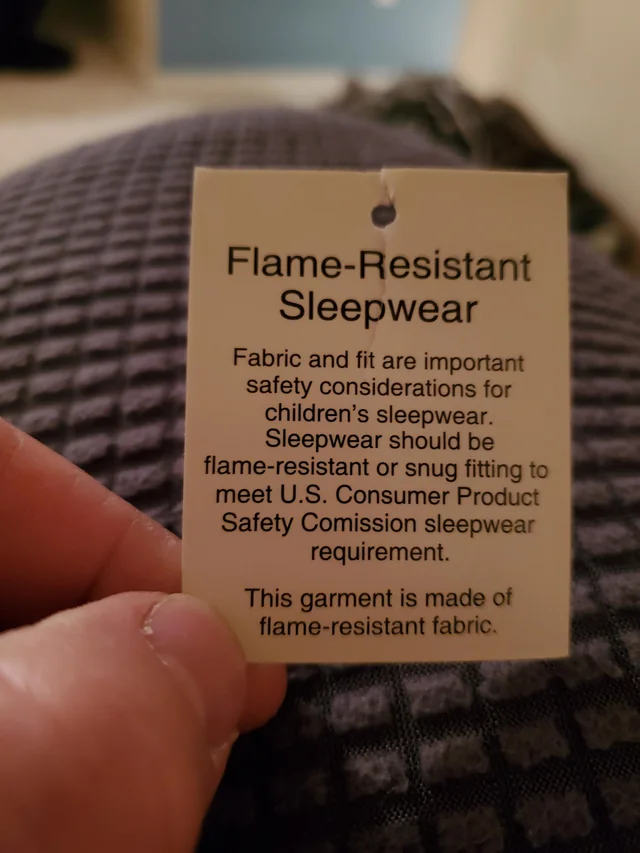 Flame-Resistant
Sleepwear
Fabric and fit are important
safety considerations for
children's sleepwear.
Sleepwear should be
flame-resistant or snug fitting to
meet U.S. Consumer Product
Safety Comission sleepwear
requirement.
This garment is made of
flame-resistant fabric.